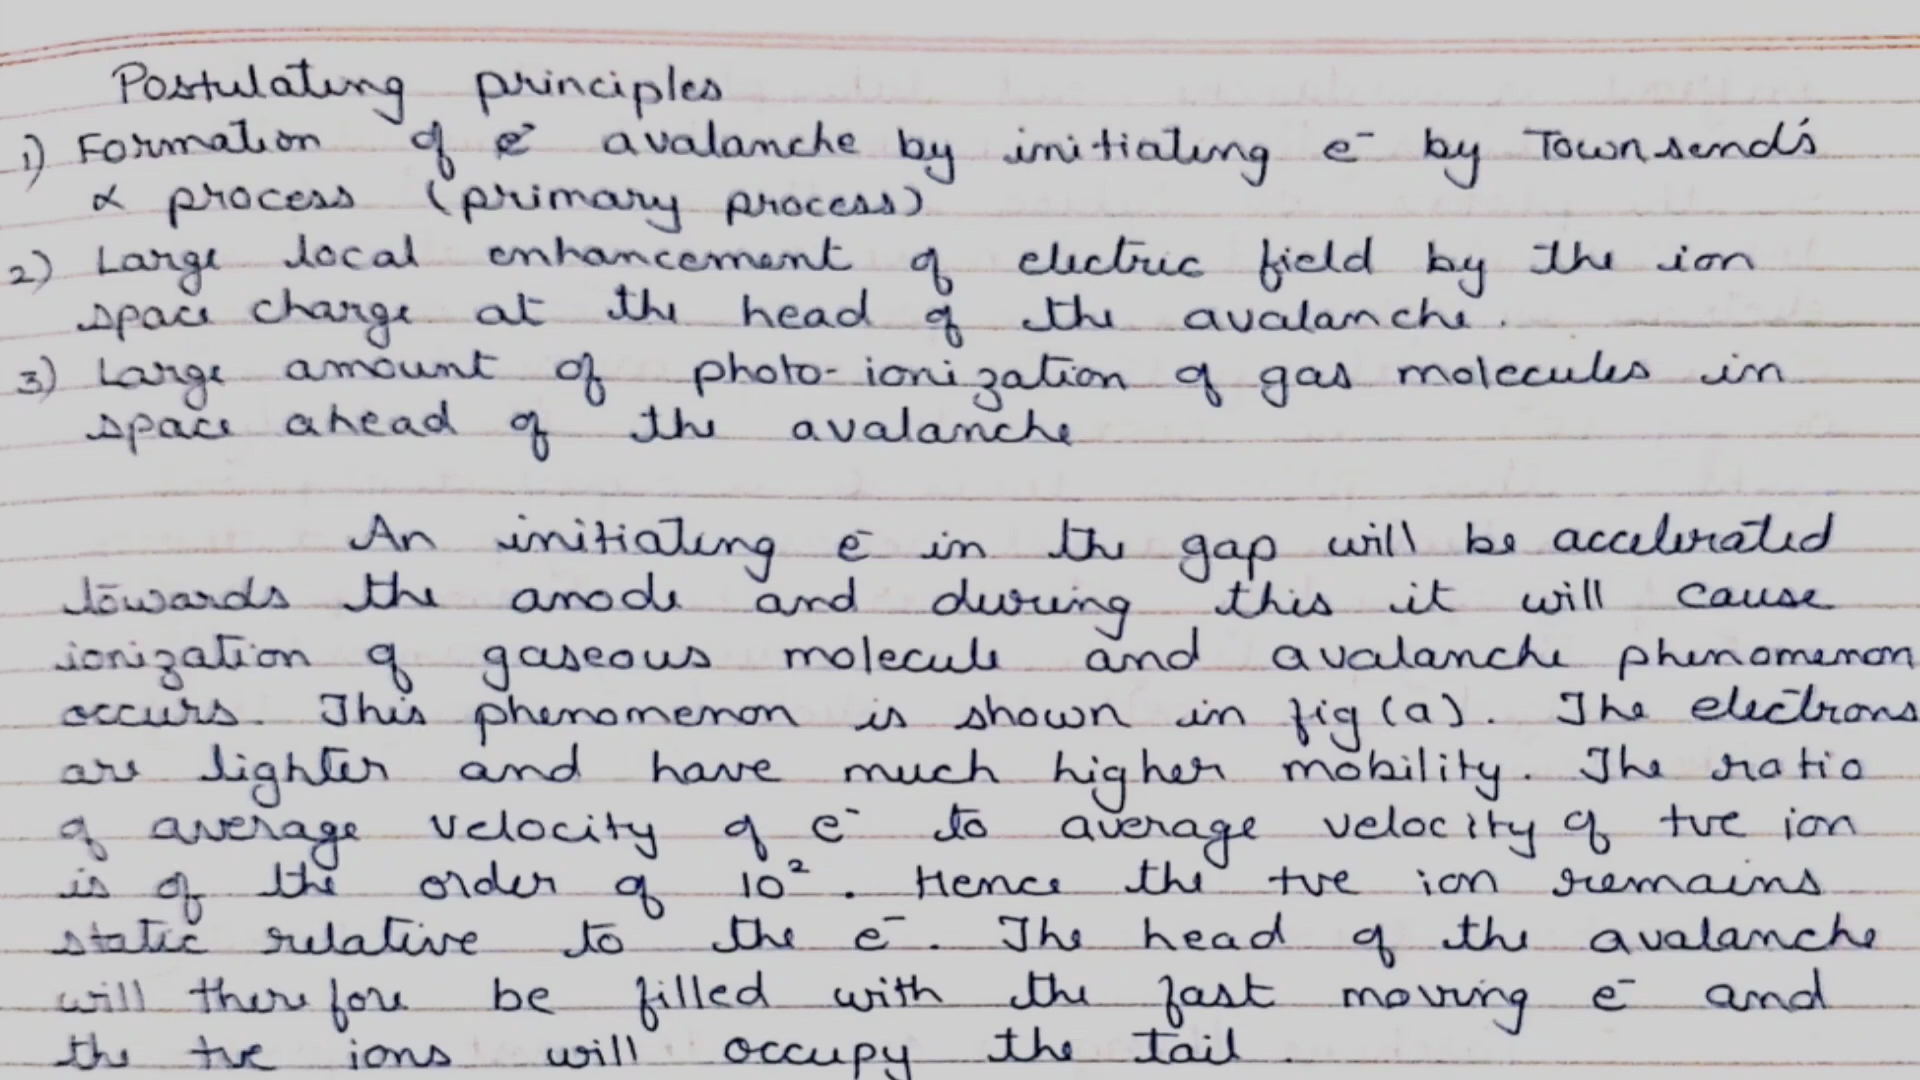 Postulating principles
1) Formation of e⁻ avalanche by initiating e⁻ by Townsend's
α process (primary process)
2) Large local enhancement of electric field by the ion
space charge at the head of the avalanche.
3) Large amount of photo-ionization of gas molecules in
space ahead of the avalanche
An initiating e⁻ in the gap will be accelerated
towards the anode and during this it will cause
ionization of gaseous molecule and avalanche phenomenon
occurs. This phenomenon is shown in fig (a). The electrons
are lighter and have much higher mobility. The ratio
of average velocity of e⁻ to average velocity of +ve ion
is of the order of 10². Hence the +ve ion remains
static relative to the e⁻. The head of the avalanche
will therefore be filled with the fast moving e⁻ and
the +ve ions will occupy the tail.